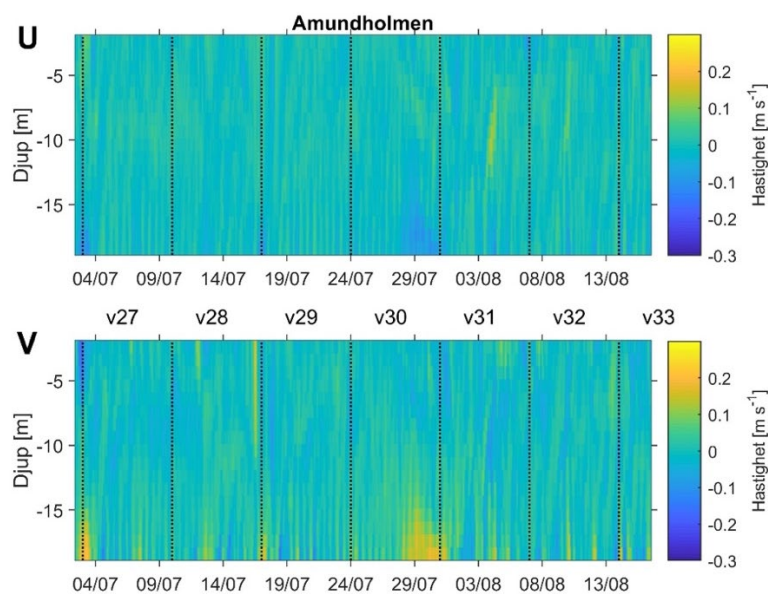 Amundholmen
U
Djup [m]
-5
-10
-15
04/07 09/07 14/07 19/07 24/07 29/07 03/08 08/08 13/08
0.2
0.1
0
-0.1
-0.2
-0.3
Hastighet [m s-1]
v27 v28 v29 v30 v31 v32 v33
V
Djup [m]
-5
-10
-15
04/07 09/07 14/07 19/07 24/07 29/07 03/08 08/08 13/08
0.2
0.1
0
-0.1
-0.2
-0.3
Hastighet [m s-1]